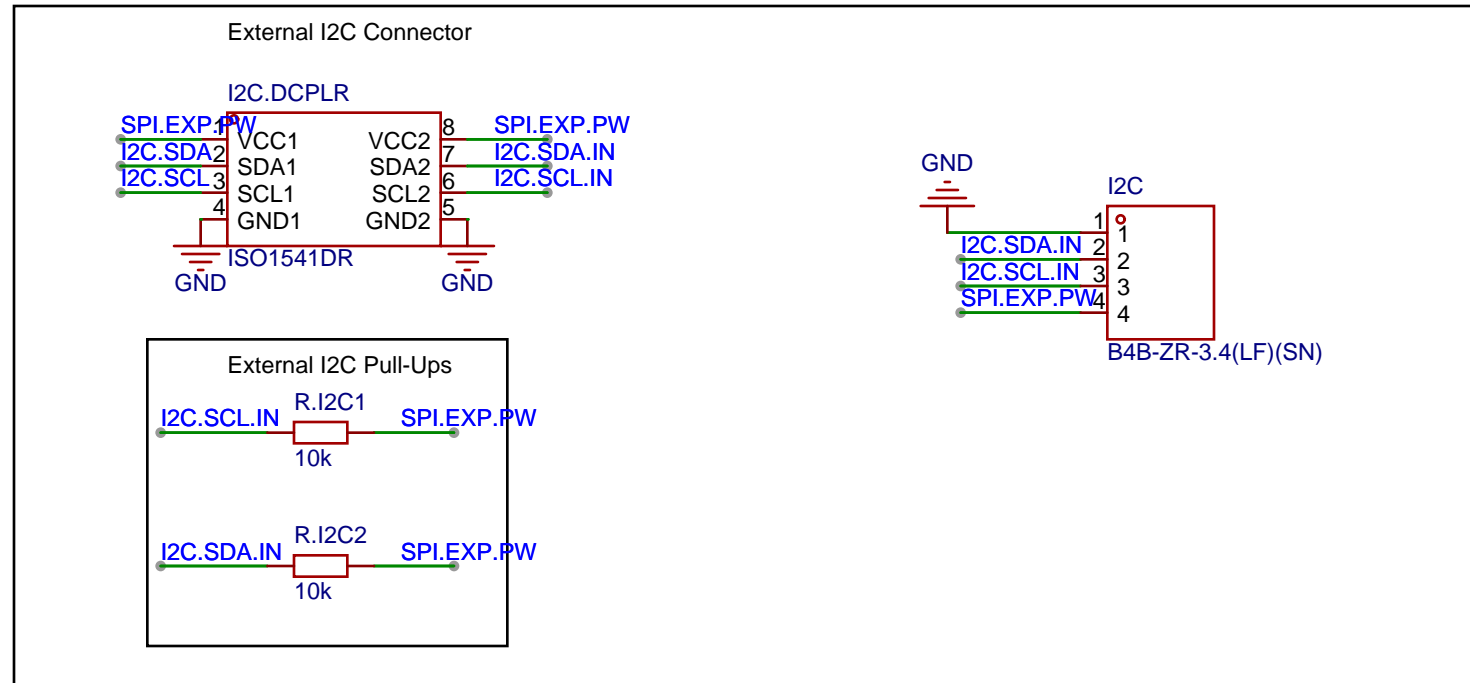 External I2C Connector
I2C.DCPLR
SPI.EXP.PW 1 VCC1 VCC2 8 SPI.EXP.PW
I2C.SDA 2 SDA1 SDA2 7 I2C.SDA.IN
I2C.SCL 3 SCL1 SCL2 6 I2C.SCL.IN
4 GND1 GND2 5
ISO1541DR
GND GND
GND
I2C
1 1
I2C.SDA.IN 2 2
I2C.SCL.IN 3 3
SPI.EXP.PW 4 4
B4B-ZR-3.4(LF)(SN)
External I2C Pull-Ups
R.I2C1
I2C.SCL.IN SPI.EXP.PW
10k
R.I2C2
I2C.SDA.IN SPI.EXP.PW
10k